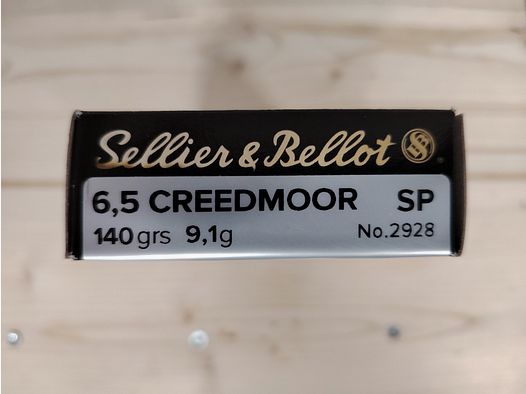 Sellier & Bellot
6,5 CREEDMOOR SP
140 grs 9,1g No.2928